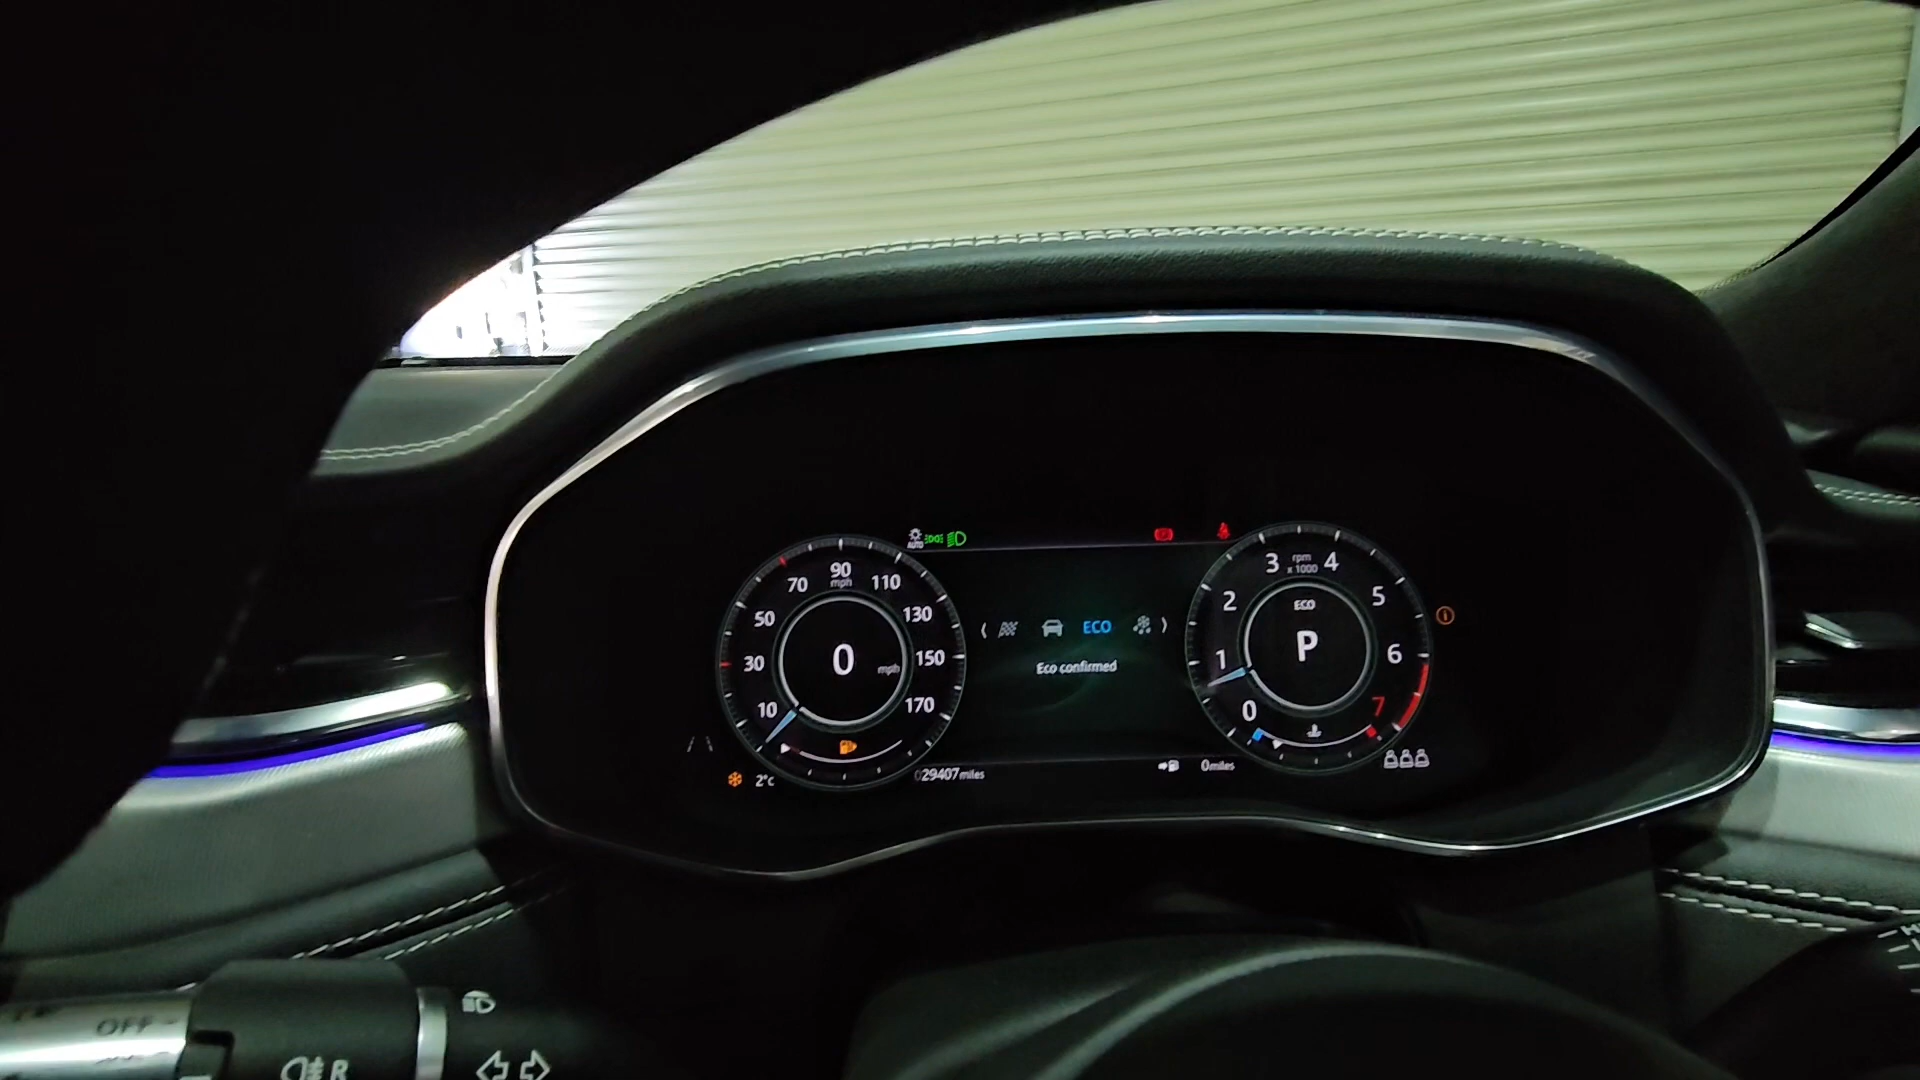 AUTO
90
mph
70
110
50
130
30
0 mph
150
10
170
2°c
029407 miles
ECO
Eco confirmed
0 miles
3 rpm x 1000 4
2
ECO
5
1
P
6
0
7
OFF
R